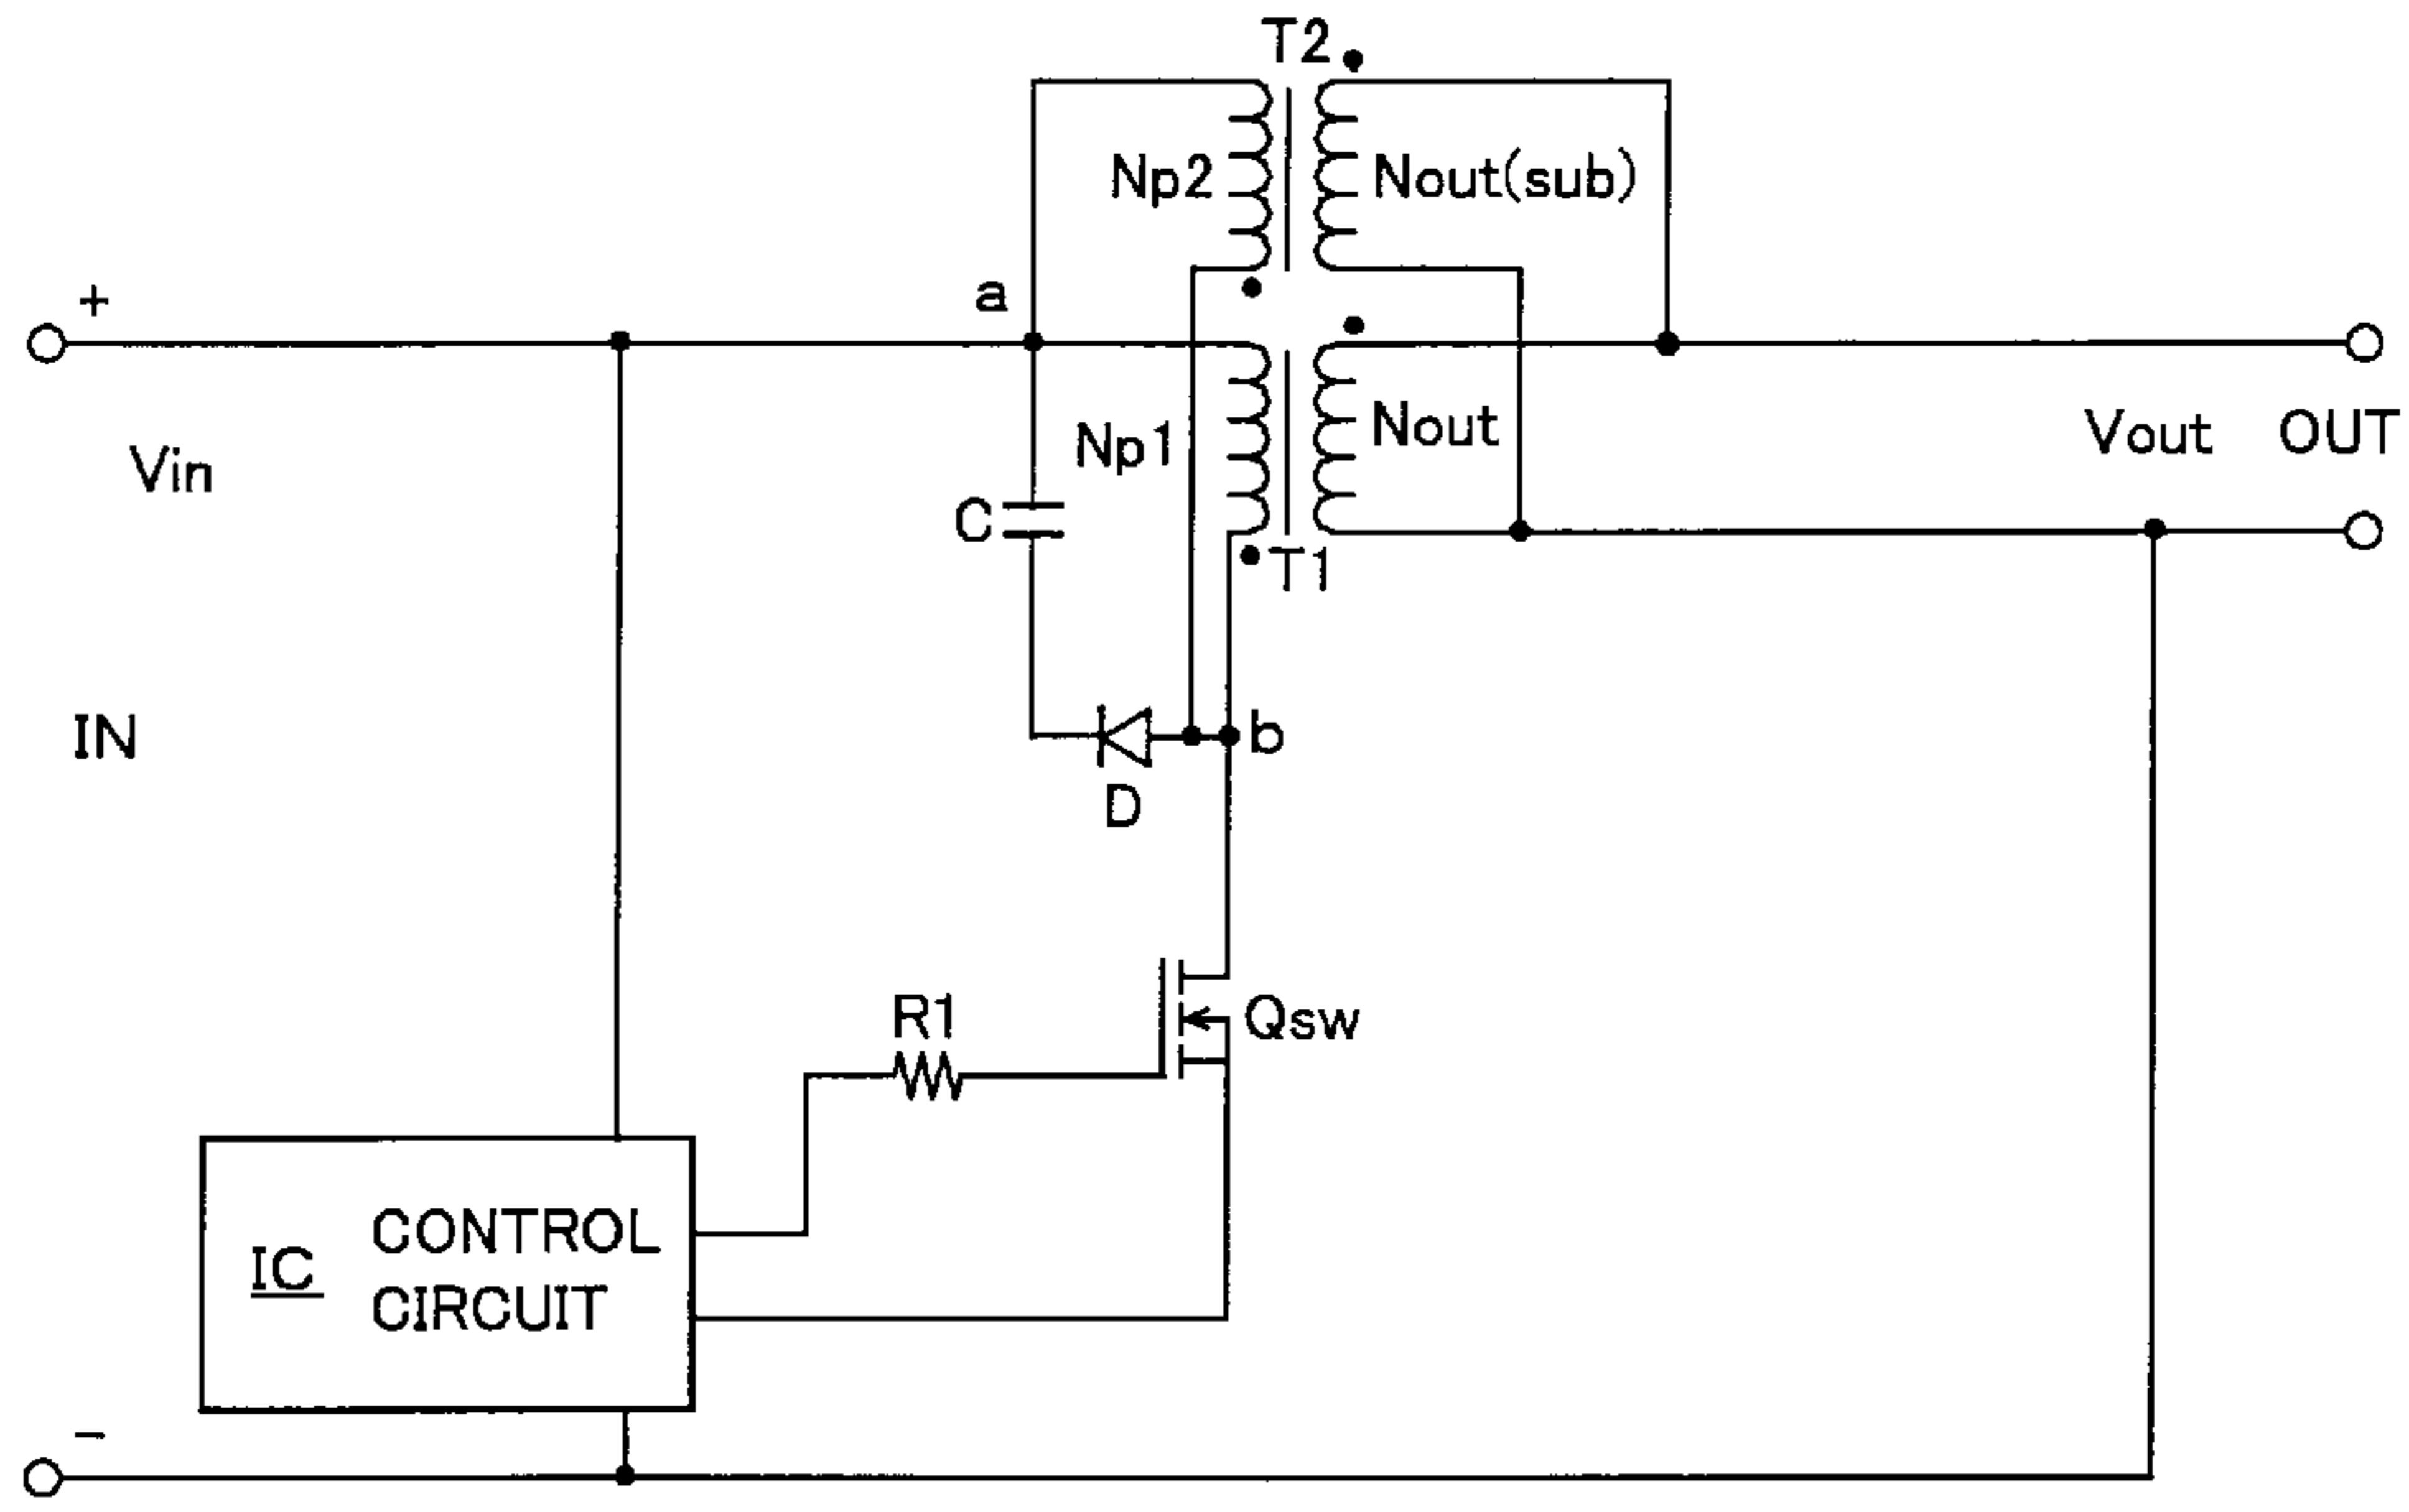 T2
Np2
Nout(sub)
+
a
Vin
Np1
Nout
Vout
OUT
C
T1
IN
b
D
R1
Qsw
IC
CONTROL
CIRCUIT
−